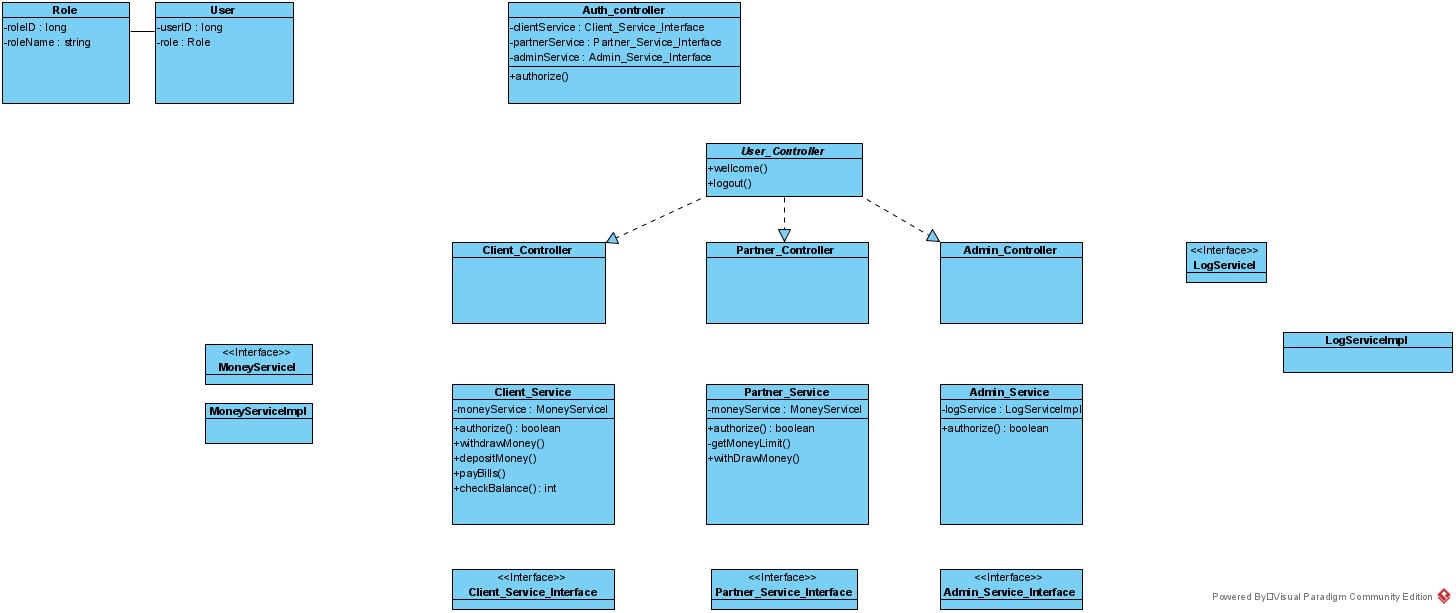 Role
-roleID : long
-roleName : string
User
-userID : long
-role : Role
Auth_controller
-clientService : Client_Service_Interface
-partnerService : Partner_Service_Interface
-adminService : Admin_Service_Interface
+authorize()
User_Controller
+wellcome()
+logout()
Client_Controller
Partner_Controller
Admin_Controller
<<Interface>>
LogServiceI
LogServiceImpl
<<Interface>>
MoneyServiceI
MoneyServiceImpl
Client_Service
-moneyService : MoneyServiceI
+authorize() : boolean
+withdrawMoney()
+depositMoney()
+payBills()
+checkBalance() : int
Partner_Service
-moneyService : MoneyServiceI
+authorize() : boolean
-getMoneyLimit()
+withDrawMoney()
Admin_Service
-logService : LogServiceImpl
+authorize() : boolean
<<Interface>>
Client_Service_Interface
<<Interface>>
Partner_Service_Interface
<<Interface>>
Admin_Service_Interface
Powered By Visual Paradigm Community Edition